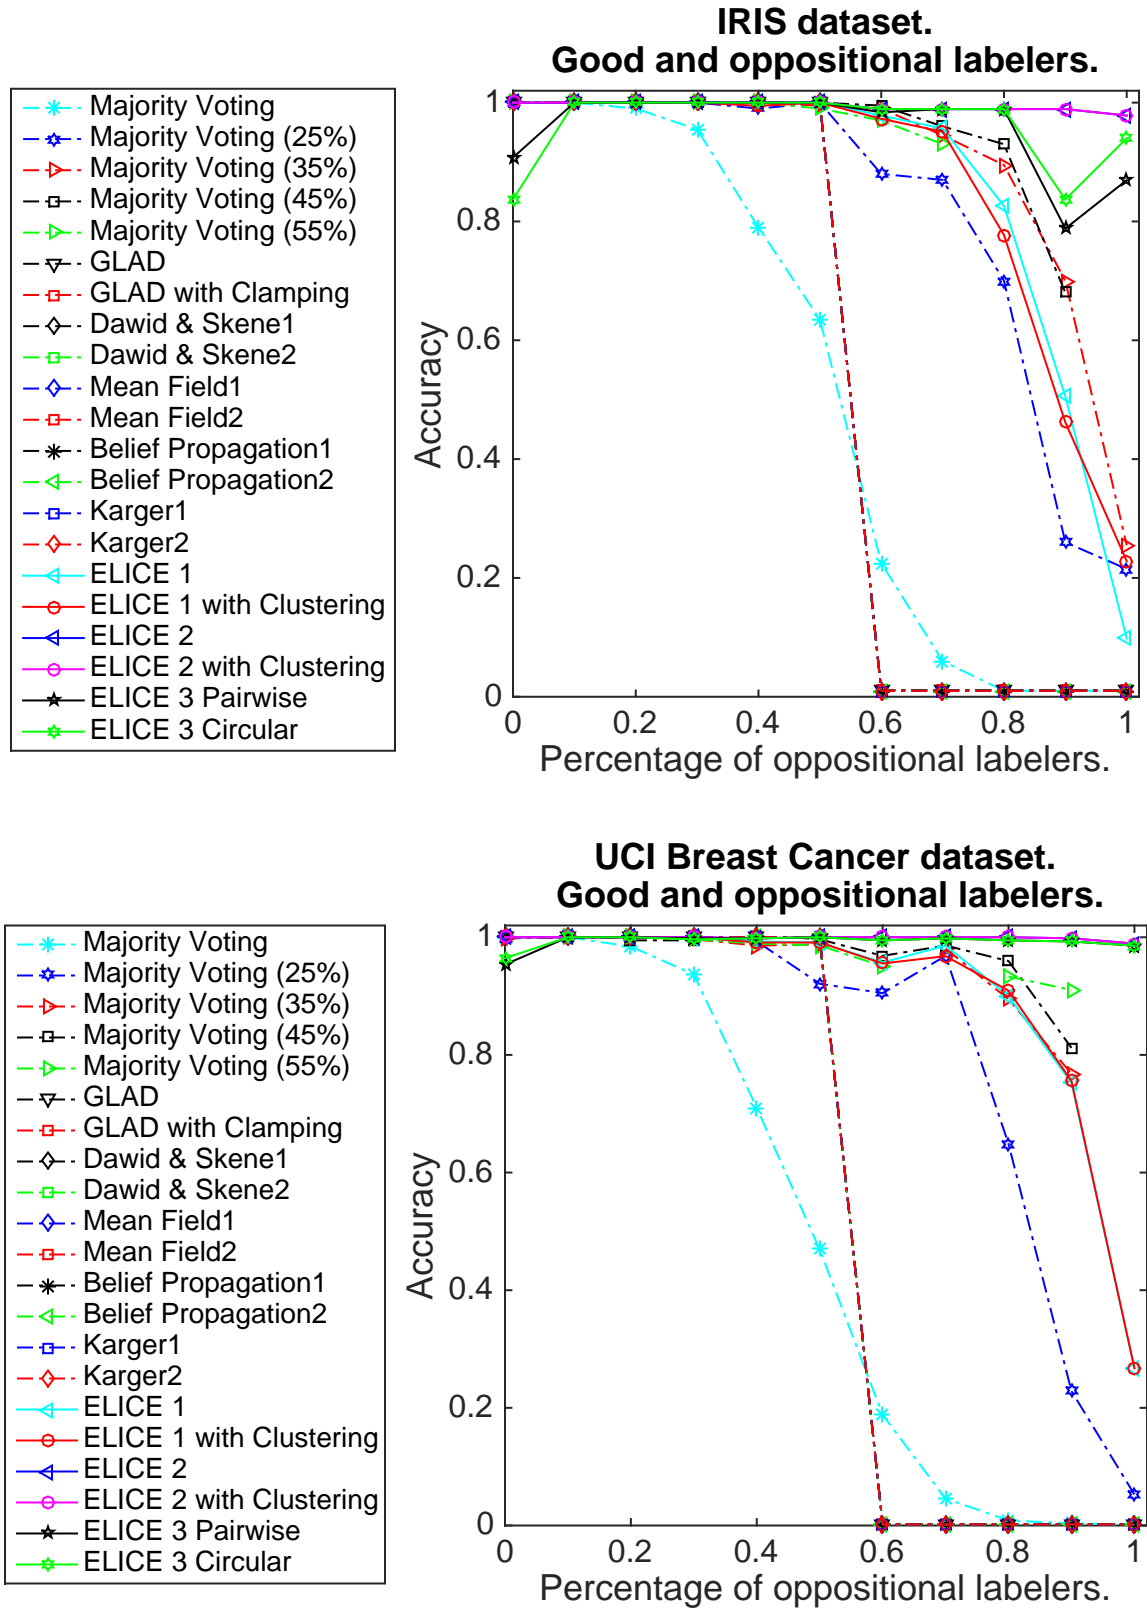 IRIS dataset.
Good and oppositional labelers.
Majority Voting
Majority Voting (25%)
Majority Voting (35%)
Majority Voting (45%)
Majority Voting (55%)
GLAD
GLAD with Clamping
Dawid & Skene1
Dawid & Skene2
Mean Field1
Mean Field2
Belief Propagation1
Belief Propagation2
Karger1
Karger2
ELICE 1
ELICE 1 with Clustering
ELICE 2
ELICE 2 with Clustering
ELICE 3 Pairwise
ELICE 3 Circular
Accuracy
1
0.8
0.6
0.4
0.2
0
0 0.2 0.4 0.6 0.8 1
Percentage of oppositional labelers.
UCI Breast Cancer dataset.
Good and oppositional labelers.
Majority Voting
Majority Voting (25%)
Majority Voting (35%)
Majority Voting (45%)
Majority Voting (55%)
GLAD
GLAD with Clamping
Dawid & Skene1
Dawid & Skene2
Mean Field1
Mean Field2
Belief Propagation1
Belief Propagation2
Karger1
Karger2
ELICE 1
ELICE 1 with Clustering
ELICE 2
ELICE 2 with Clustering
ELICE 3 Pairwise
ELICE 3 Circular
Accuracy
1
0.8
0.6
0.4
0.2
0
0 0.2 0.4 0.6 0.8 1
Percentage of oppositional labelers.